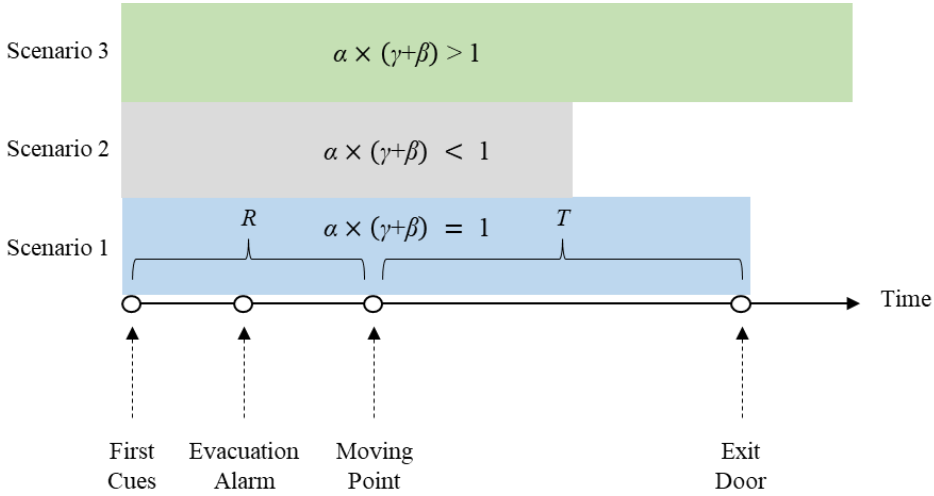 Scenario 3
α × (γ+β) > 1
Scenario 2
α × (γ+β) < 1
R
α × (γ+β) = 1
T
Scenario 1
Time
First
Cues
Evacuation
Alarm
Moving
Point
Exit
Door